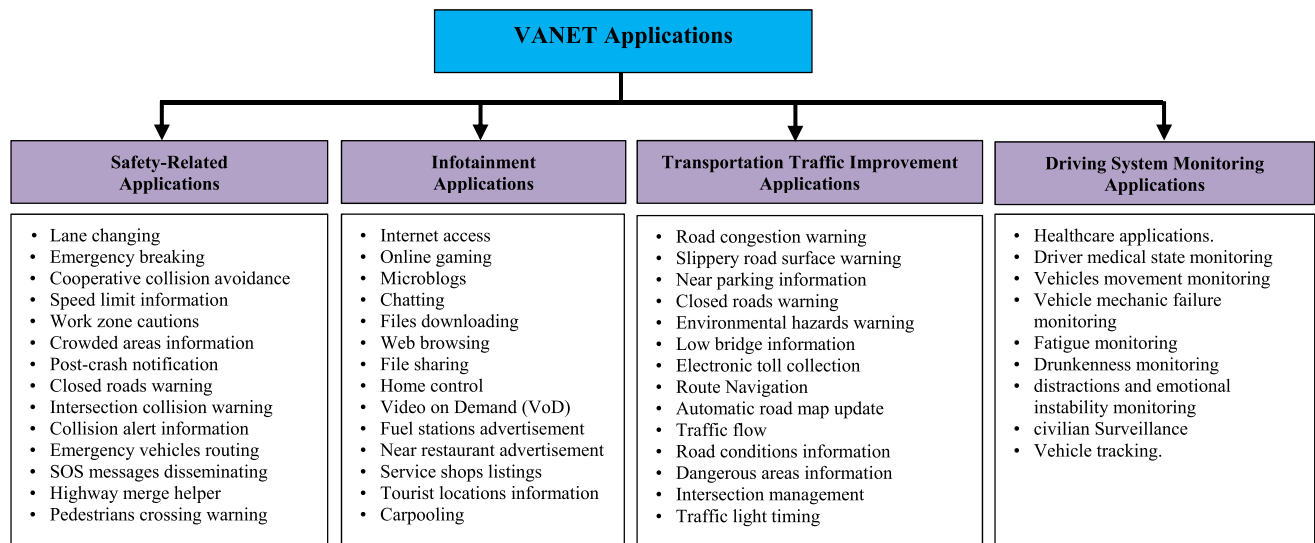 VANET Applications
Safety-Related
Applications
• Lane changing
• Emergency breaking
• Cooperative collision avoidance
• Speed limit information
• Work zone cautions
• Crowded areas information
• Post-crash notification
• Closed roads warning
• Intersection collision warning
• Collision alert information
• Emergency vehicles routing
• SOS messages disseminating
• Highway merge helper
• Pedestrians crossing warning
Infotainment
Applications
• Internet access
• Online gaming
• Microblogs
• Chatting
• Files downloading
• Web browsing
• File sharing
• Home control
• Video on Demand (VoD)
• Fuel stations advertisement
• Near restaurant advertisement
• Service shops listings
• Tourist locations information
• Carpooling
Transportation Traffic Improvement
Applications
• Road congestion warning
• Slippery road surface warning
• Near parking information
• Closed roads warning
• Environmental hazards warning
• Low bridge information
• Electronic toll collection
• Route Navigation
• Automatic road map update
• Traffic flow
• Road conditions information
• Dangerous areas information
• Intersection management
• Traffic light timing
Driving System Monitoring
Applications
• Healthcare applications.
• Driver medical state monitoring
• Vehicles movement monitoring
• Vehicle mechanic failure
monitoring
• Fatigue monitoring
• Drunkenness monitoring
• distractions and emotional
instability monitoring
• civilian Surveillance
• Vehicle tracking.